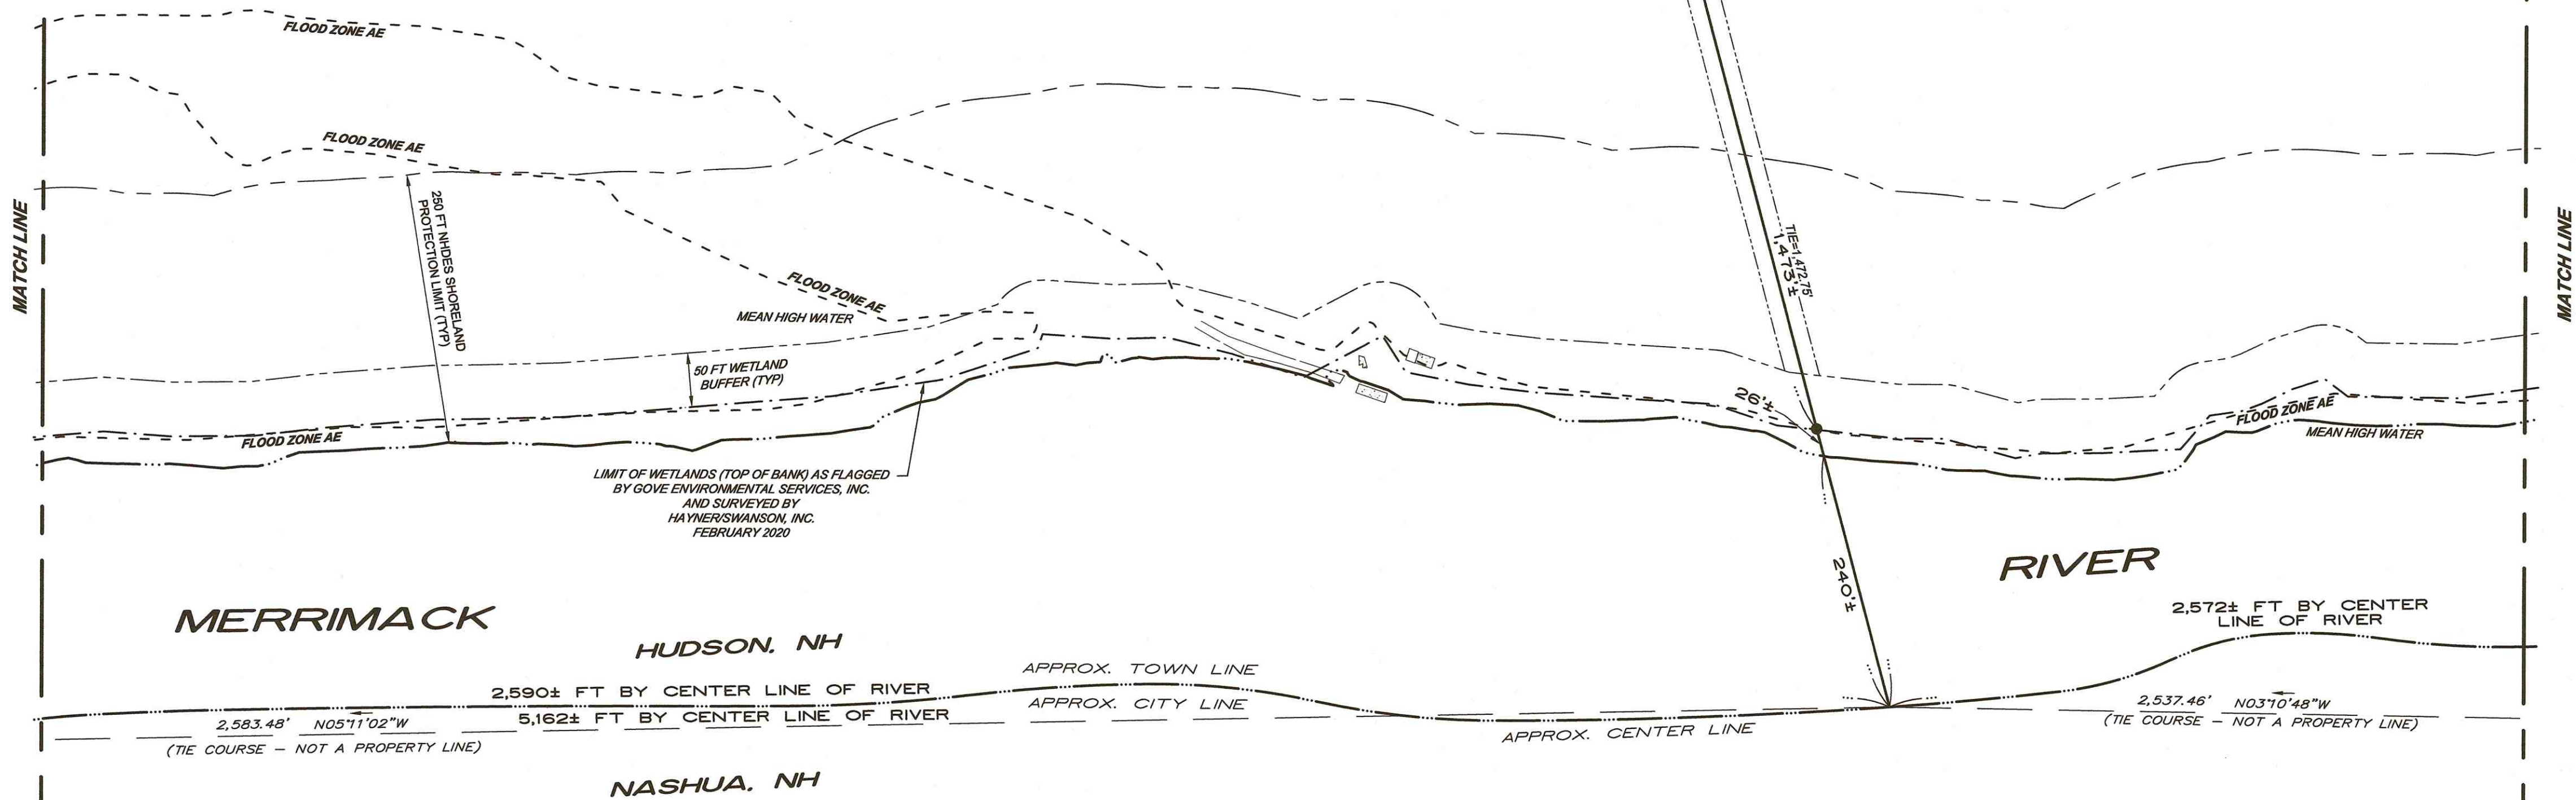 FLOOD ZONE AE
FLOOD ZONE AE
MATCH LINE
250 FT NHDES SHORELAND
PROTECTION LIMIT (TYP)
FLOOD ZONE AE
MEAN HIGH WATER
50 FT WETLAND
BUFFER (TYP)
TIE=1,472.75'
1,473'±
MATCH LINE
26'±
FLOOD ZONE AE
FLOOD ZONE AE
MEAN HIGH WATER
LIMIT OF WETLANDS (TOP OF BANK) AS FLAGGED
BY GOVE ENVIRONMENTAL SERVICES, INC.
AND SURVEYED BY
HAYNER/SWANSON, INC.
FEBRUARY 2020
240'±
RIVER
MERRIMACK
HUDSON, NH
2,572± FT BY CENTER
LINE OF RIVER
APPROX. TOWN LINE
2,590± FT BY CENTER LINE OF RIVER
APPROX. CITY LINE
5,162± FT BY CENTER LINE OF RIVER
2,583.48' N05°11'02"W
(TIE COURSE – NOT A PROPERTY LINE)
2,537.46' N03°10'48"W
(TIE COURSE – NOT A PROPERTY LINE)
APPROX. CENTER LINE
NASHUA, NH